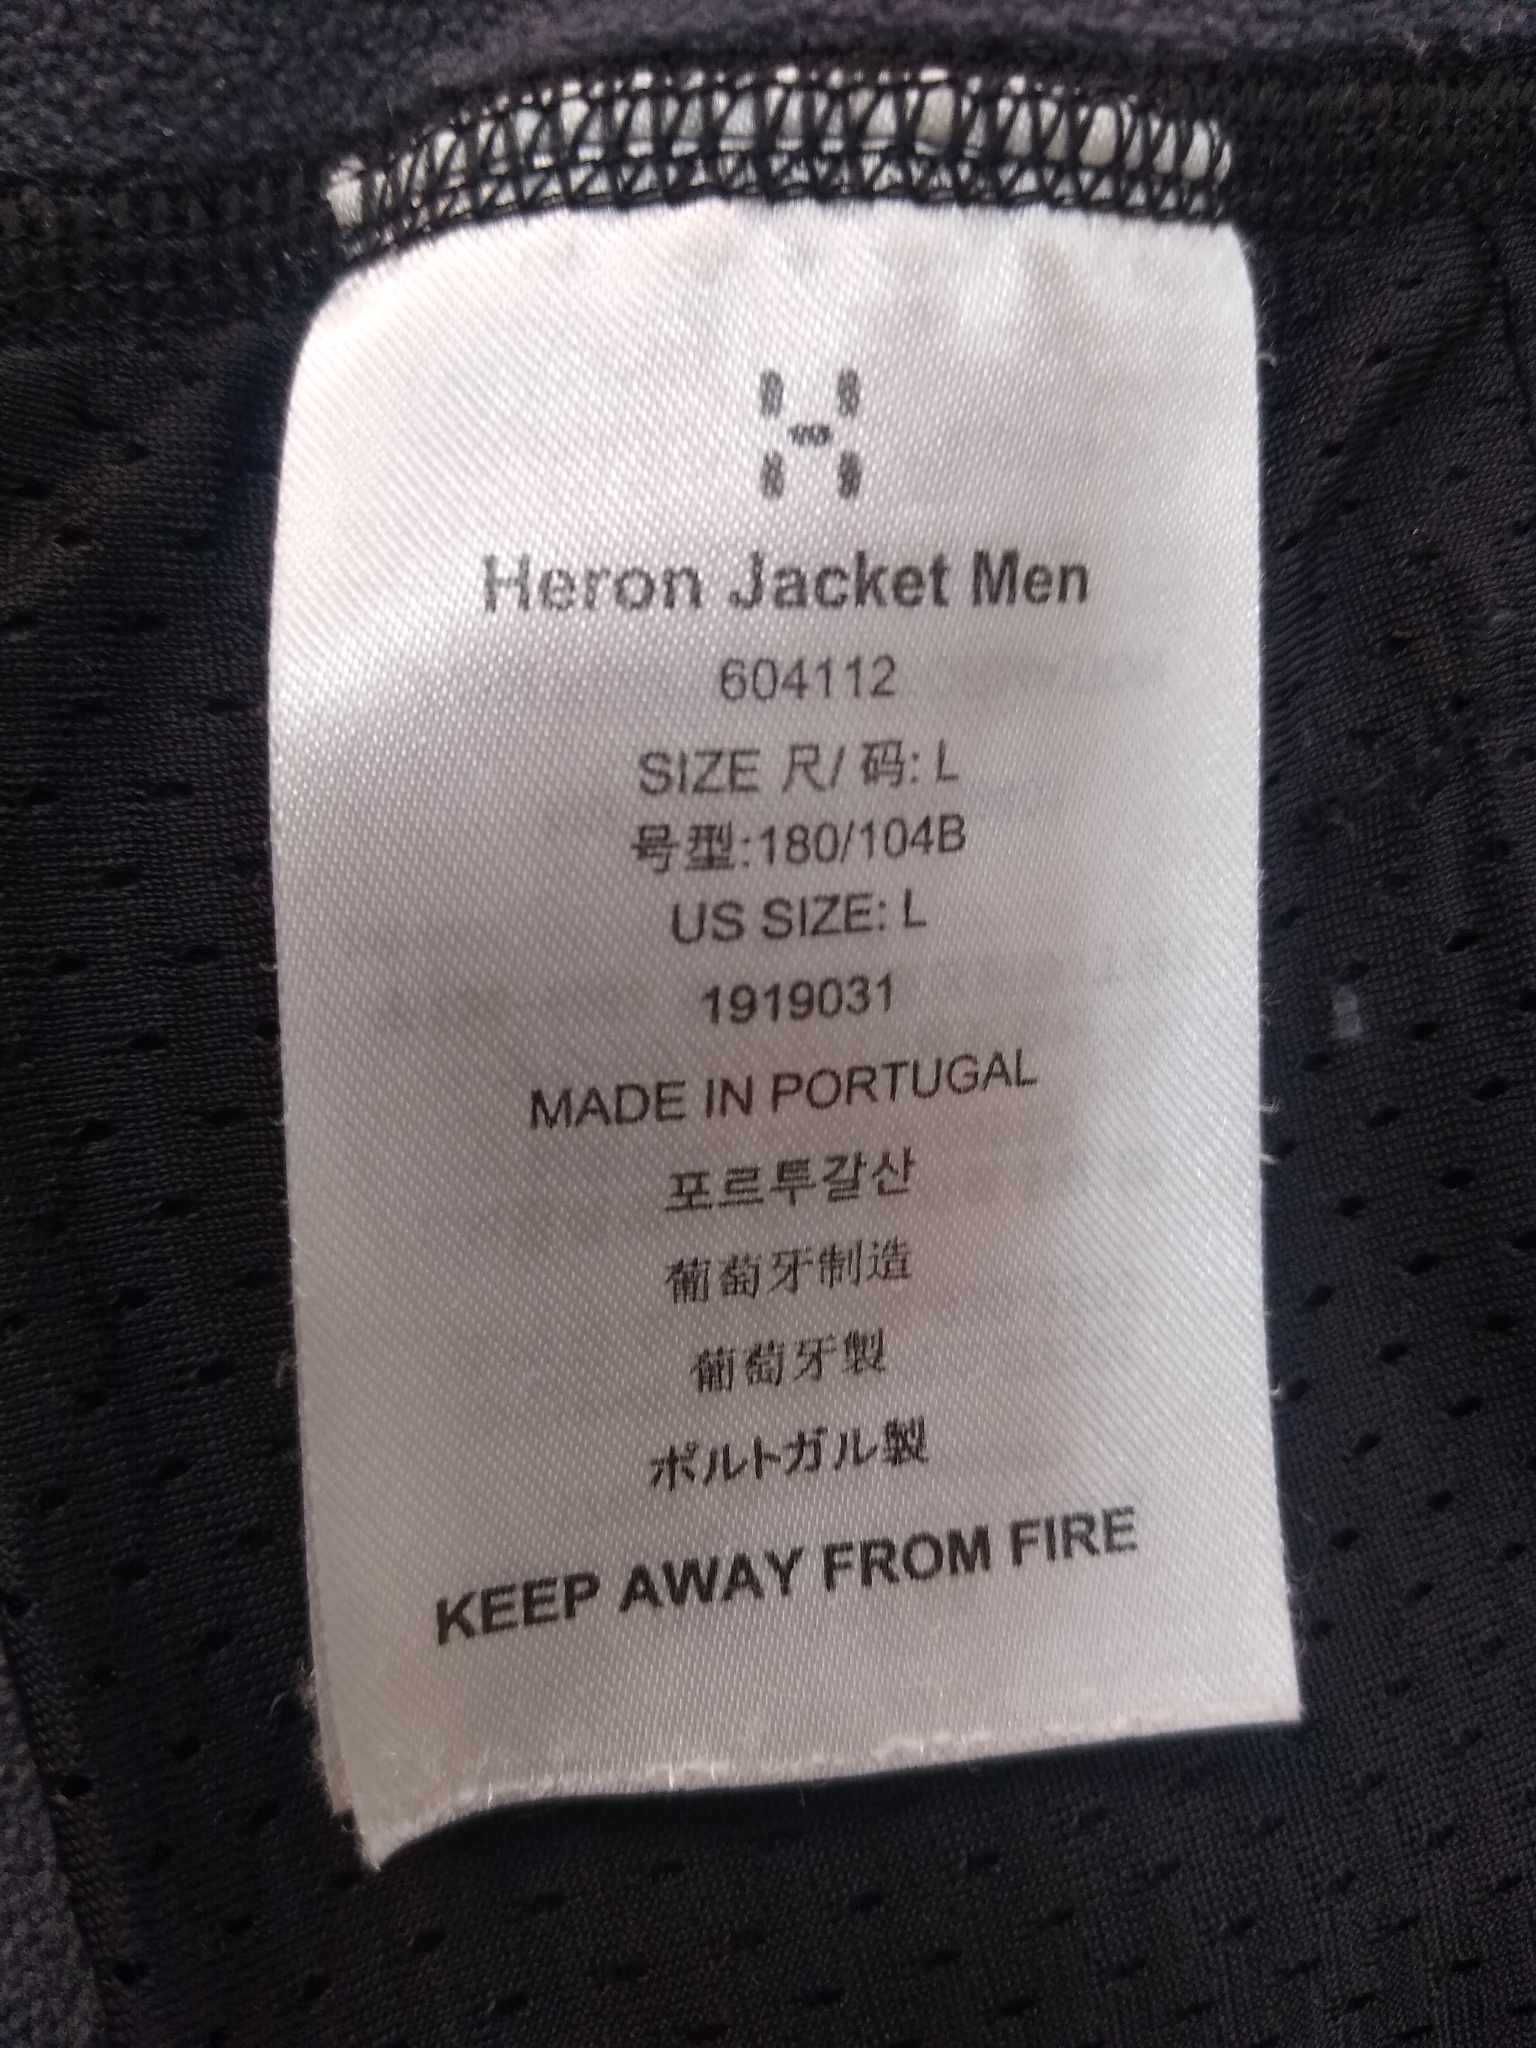 Heron Jacket Men
604112
SIZE 尺/ 码: L
号型:180/104B
US SIZE: L
1919031
MADE IN PORTUGAL
포르투갈산
葡萄牙制造
葡萄牙製
ポルトガル製
KEEP AWAY FROM FIRE